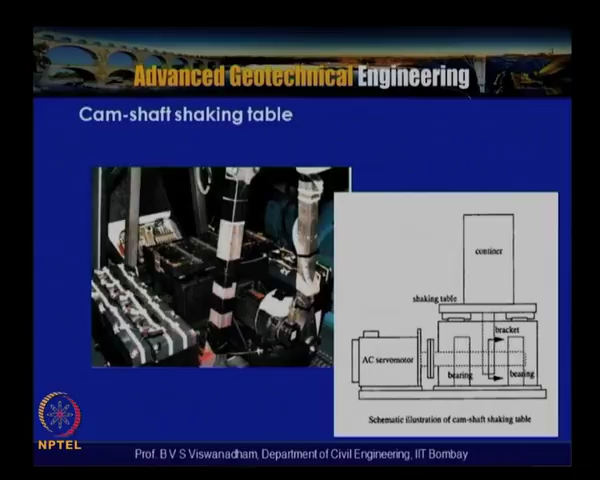 Advanced Geotechnical Engineering
Cam-shaft shaking table
continer
shaking table
bracket
AC servomotor
bearing
bearing
Schematic illustration of cam-shaft shaking table
NPTEL
Prof. B V S Viswanadham, Department of Civil Engineering, IIT Bombay